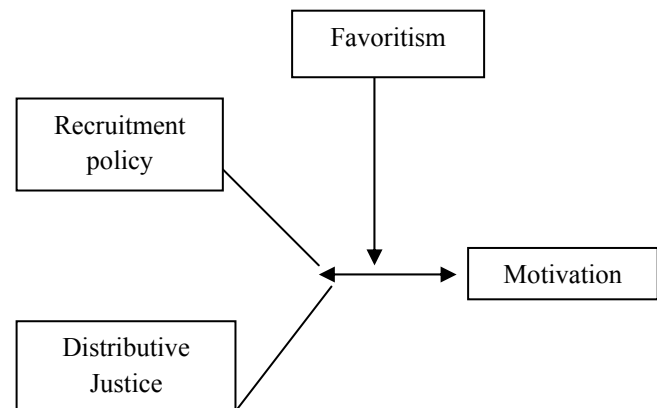 Favoritism
Recruitment
policy
Motivation
Distributive
Justice